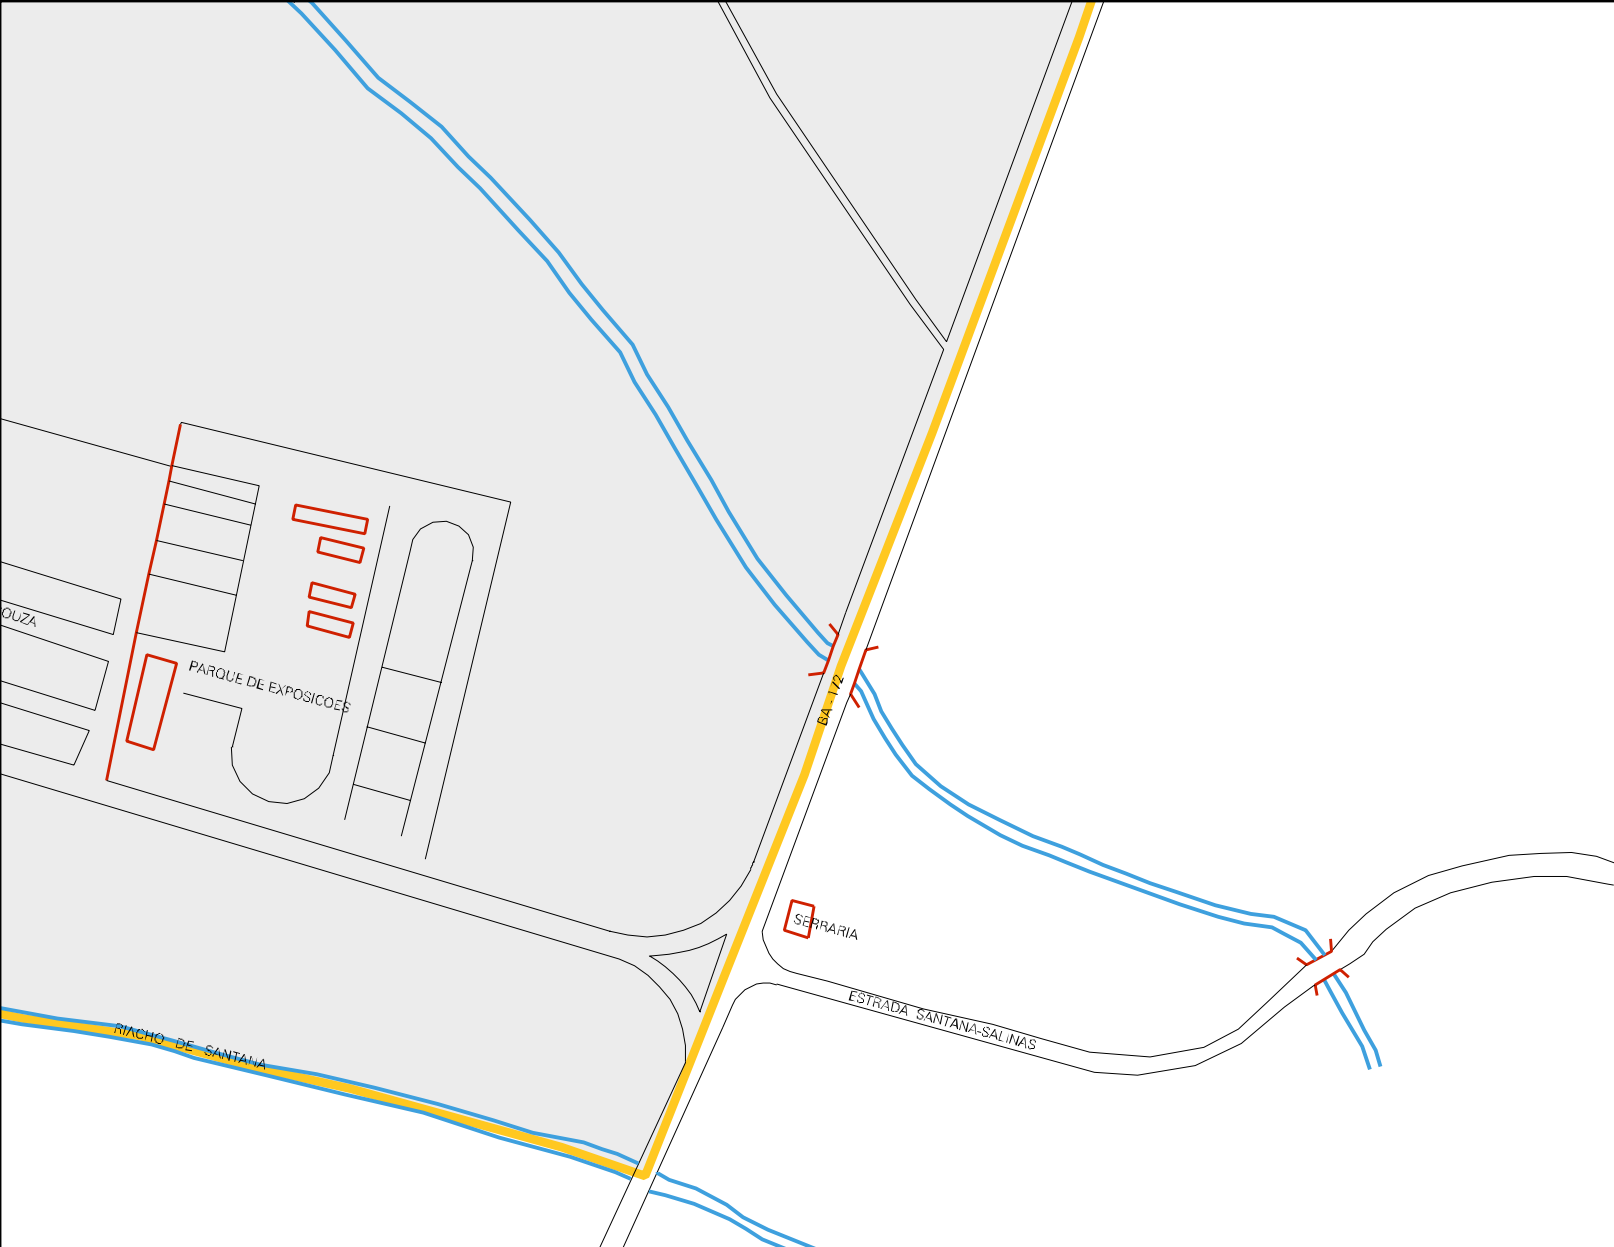 OUZA
PARQUE DE EXPOSICOES
BA - 172
SERRARIA
ESTRADA SANTANA-SALINAS
RIACHO DE SANTANA